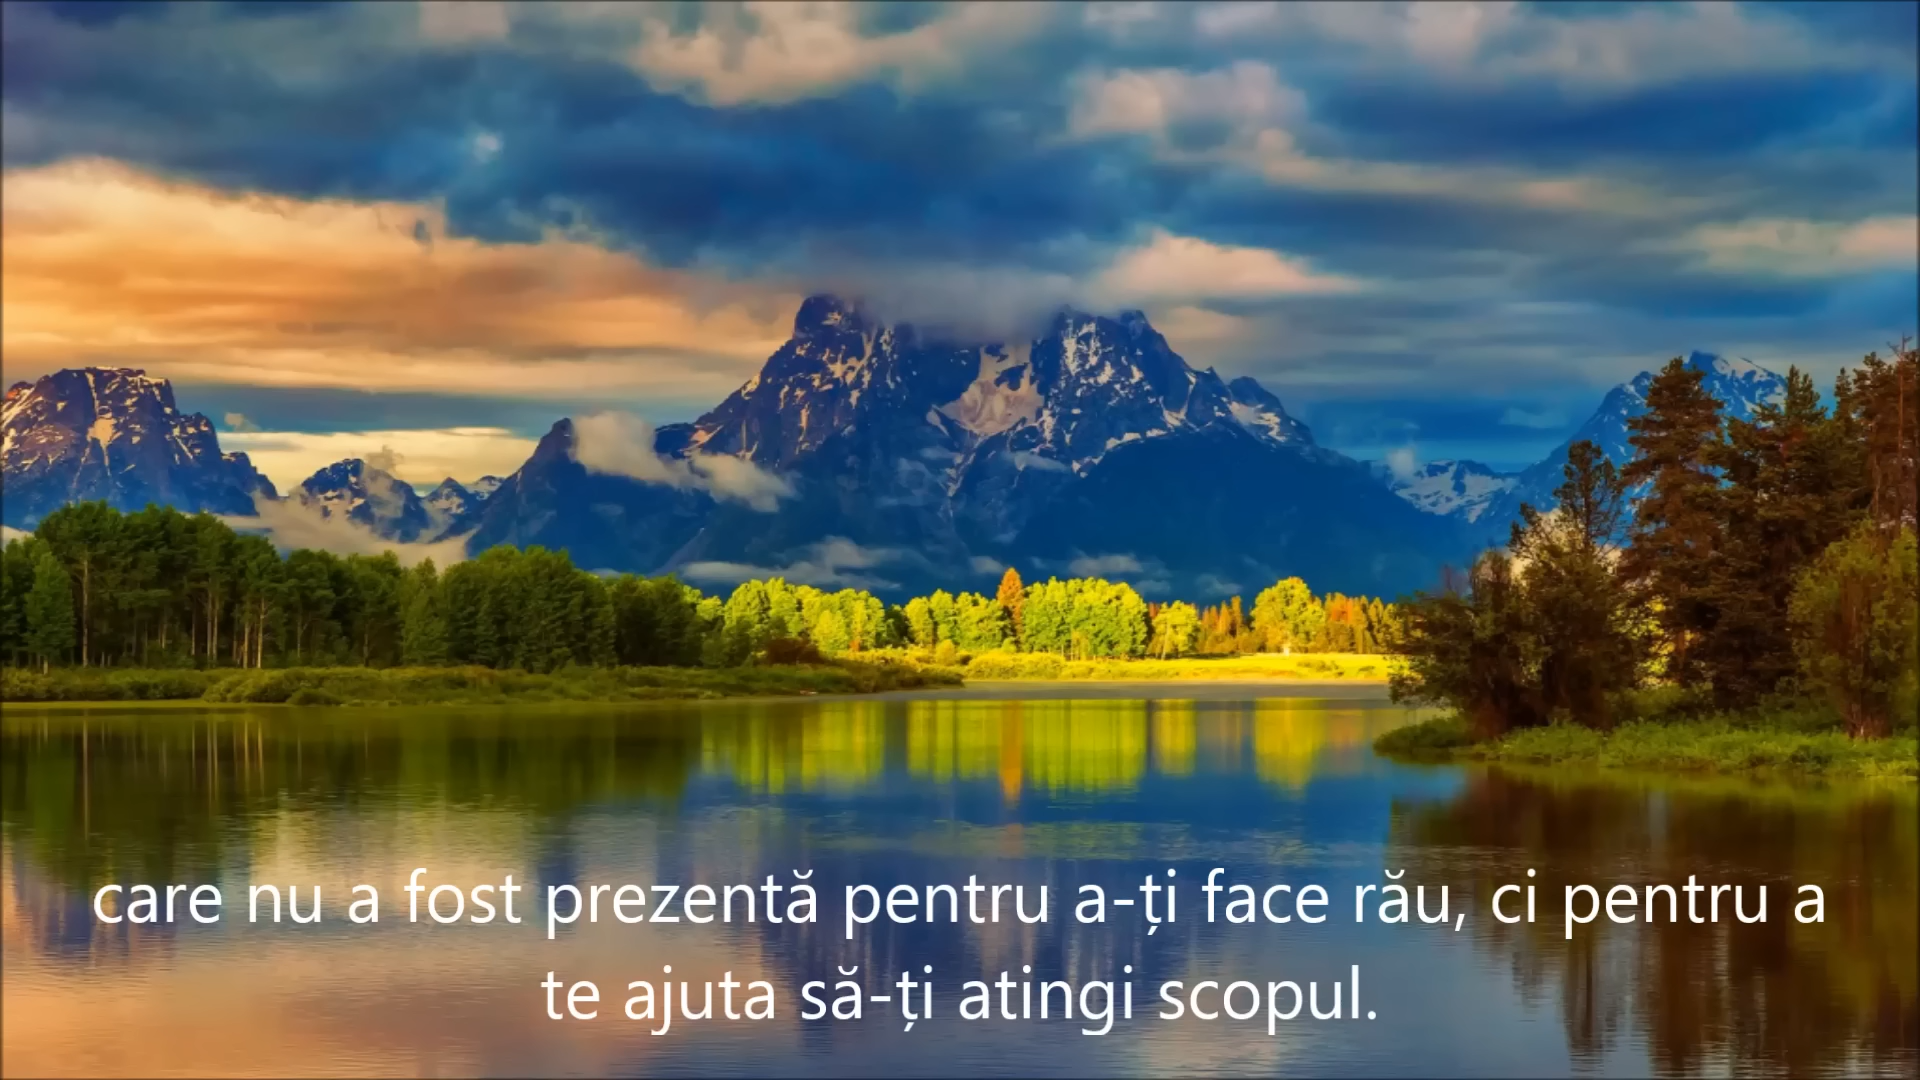 care nu a fost prezentă pentru a-ți face rău, ci pentru a
te ajuta să-ți atingi scopul.